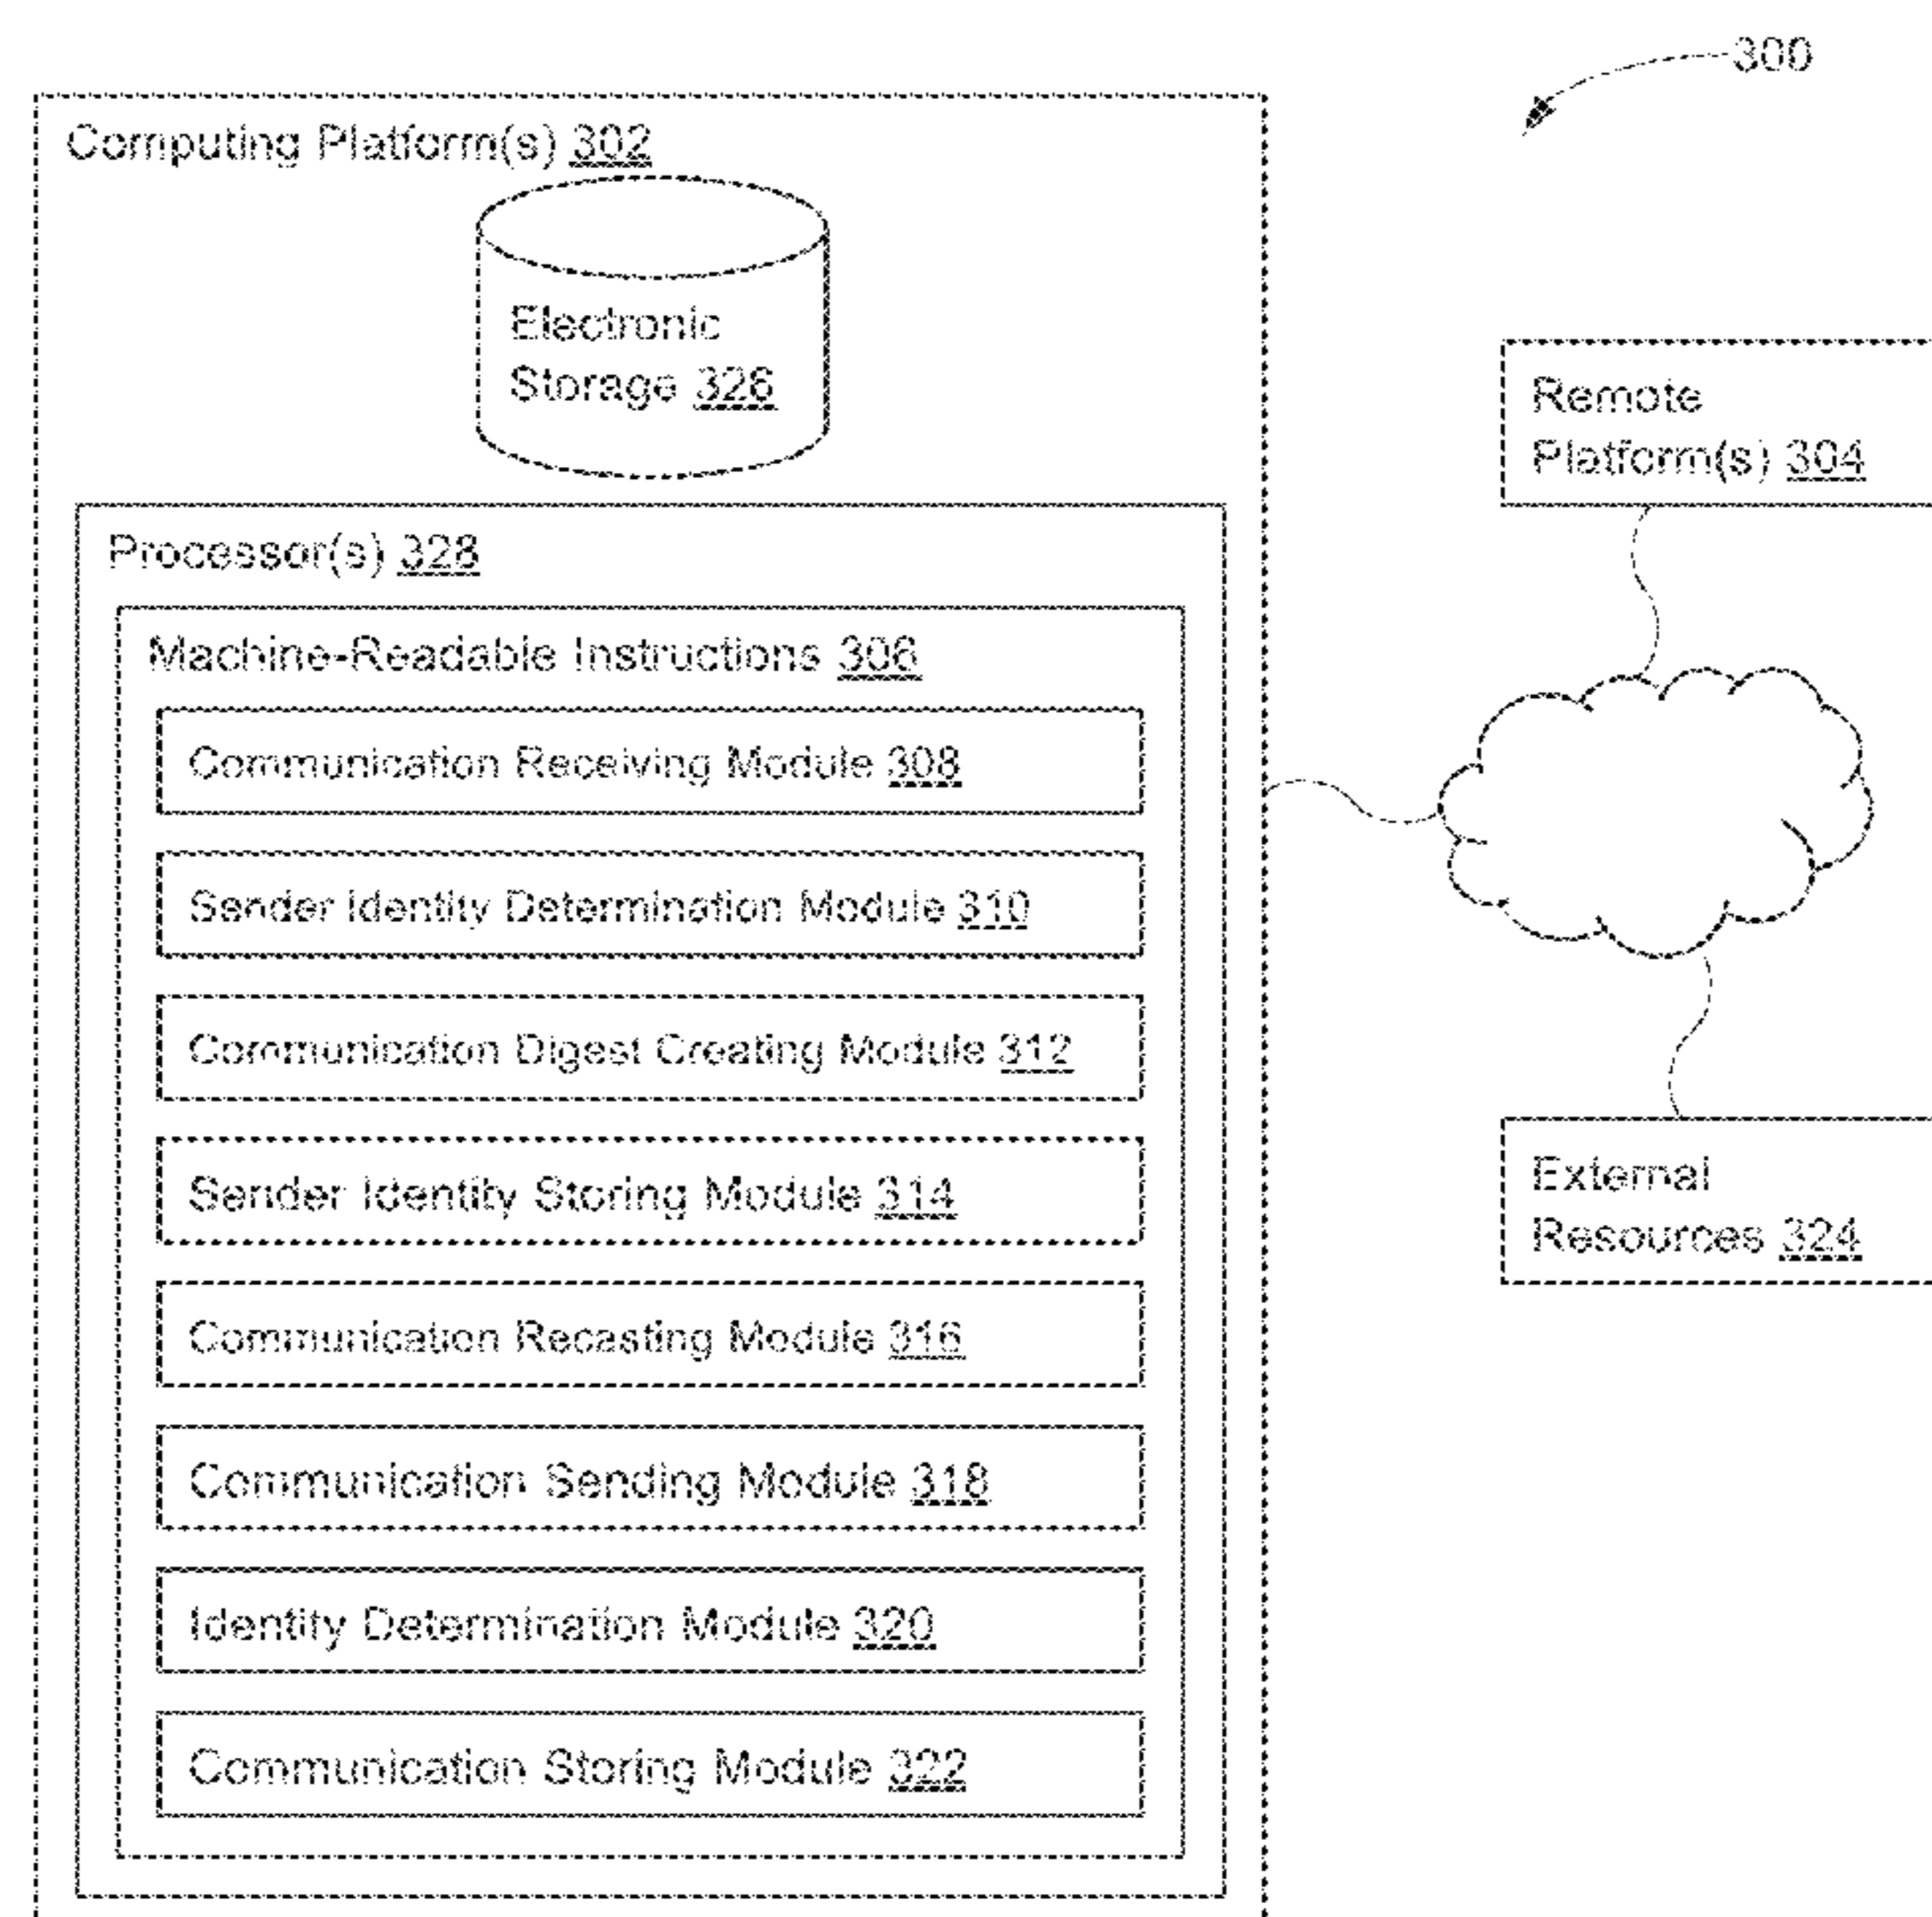 300
Computing Platform(s) 302
Electronic
Storage 326
Remote
Platform(s) 304
Processor(s) 328
Machine-Readable Instructions 306
Communication Receiving Module 308
Sender Identity Determination Module 310
Communication Digest Creating Module 312
Sender Identity Storing Module 314
External
Resources 324
Communication Recasting Module 316
Communication Sending Module 318
Identity Determination Module 320
Communication Storing Module 322